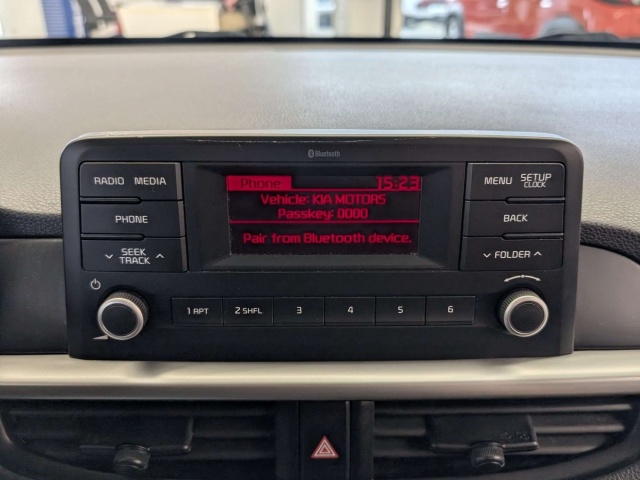 Bluetooth
RADIO MEDIA
Phone 15:23
MENU SETUP
CLOCK
Vehicle: KIA MOTORS
Passkey: 0000
PHONE
BACK
Pair from Bluetooth device.
SEEK
TRACK
FOLDER
1 RPT
2 SHFL
3
4
5
6